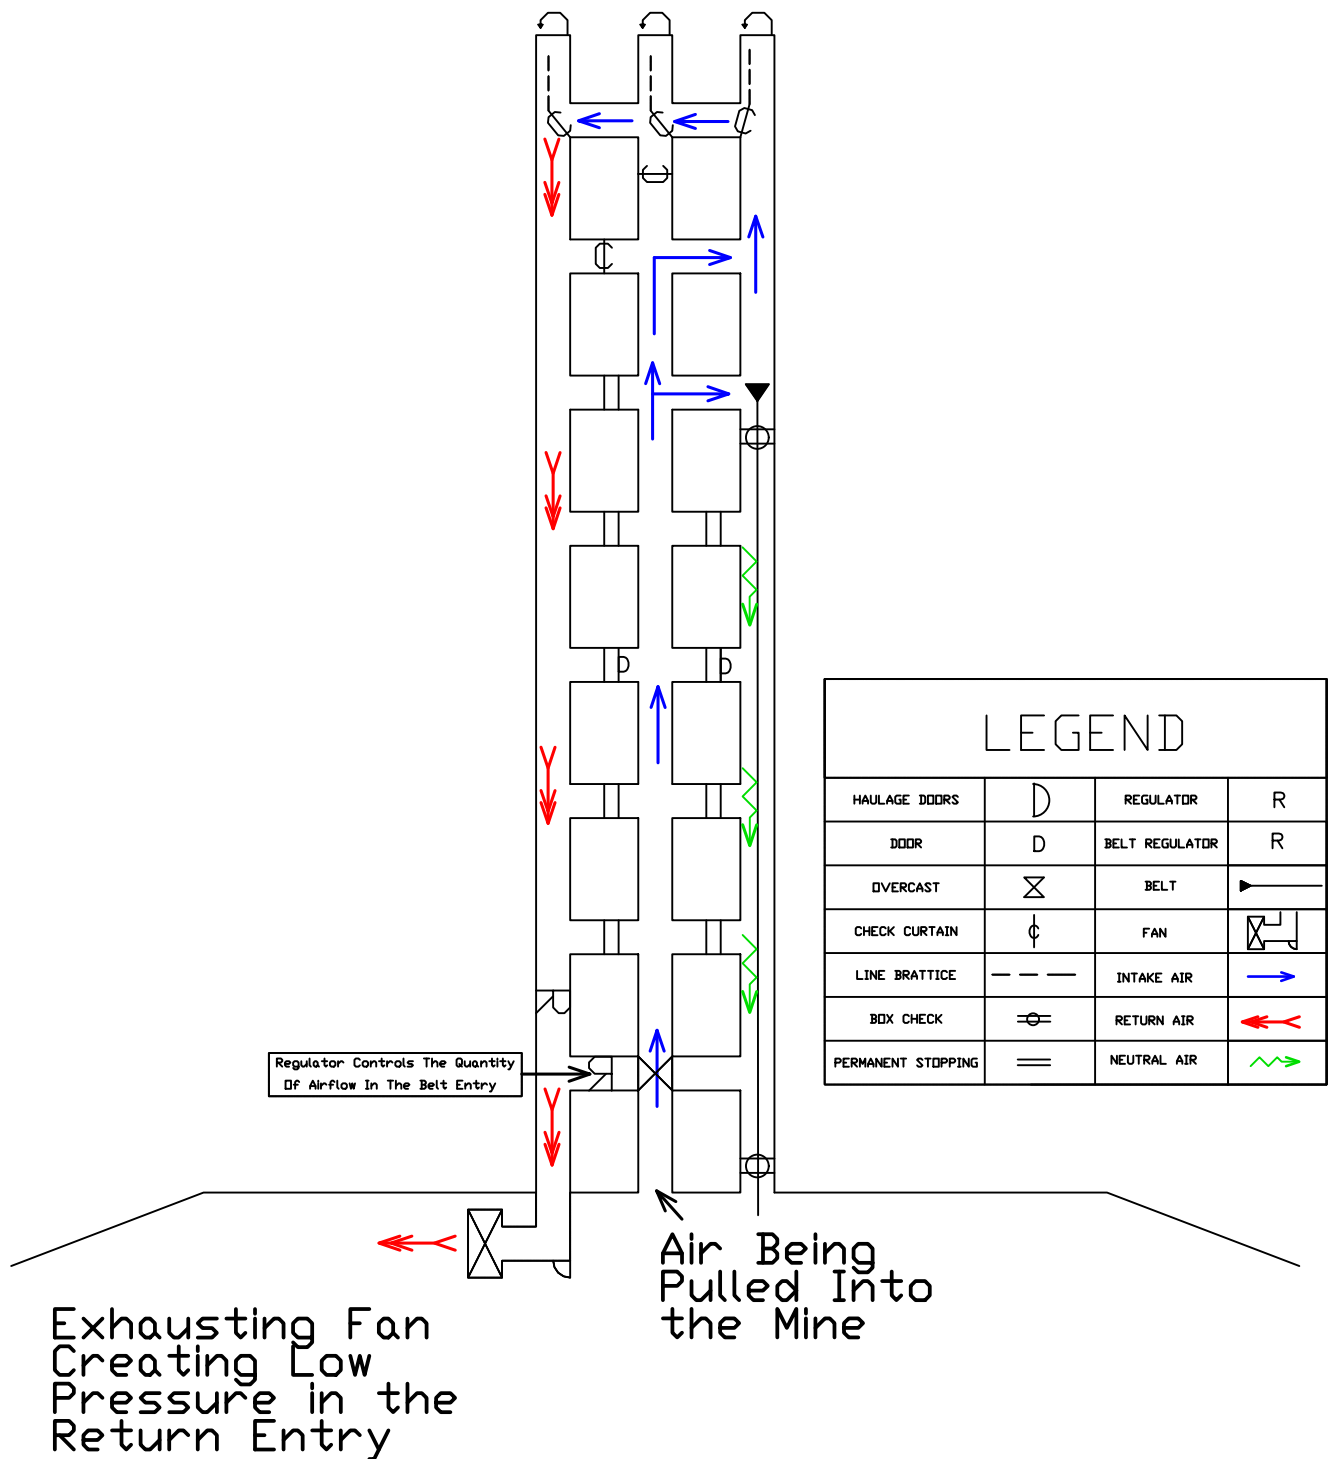 LEGEND
HAULAGE DOORS
REGULATOR
R
DOOR
D
BELT REGULATOR
R
OVERCAST
BELT
CHECK CURTAIN
C
FAN
LINE BRATTICE
INTAKE AIR
BOX CHECK
RETURN AIR
PERMANENT STOPPING
NEUTRAL AIR
Regulator Controls The Quantity
Of Airflow In The Belt Entry
Air Being
Pulled Into
the Mine
Exhausting Fan
Creating Low
Pressure in the
Return Entry
C
C
C
C
C
D
D
R
R